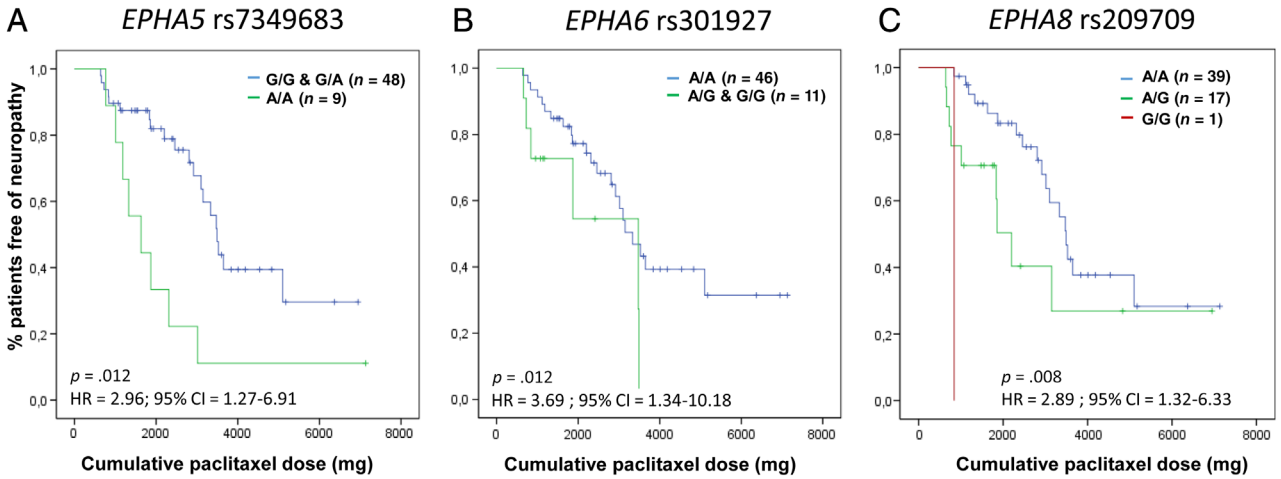 A
EPHA5 rs7349683
% patients free of neuropathy
1,0
0,8
0,6
0,4
0,2
0,0
G/G & G/A (n = 48)
A/A (n = 9)
p = .012
HR = 2.96; 95% CI = 1.27-6.91
0 2000 4000 6000 8000
Cumulative paclitaxel dose (mg)
B
EPHA6 rs301927
1,0
0,8
0,6
0,4
0,2
0,0
A/A (n = 46)
A/G & G/G (n = 11)
p = .012
HR = 3.69 ; 95% CI = 1.34-10.18
0 2000 4000 6000 8000
Cumulative paclitaxel dose (mg)
C
EPHA8 rs209709
1,0
0,8
0,6
0,4
0,2
0,0
A/A (n = 39)
A/G (n = 17)
G/G (n = 1)
p = .008
HR = 2.89 ; 95% CI = 1.32-6.33
0 2000 4000 6000 8000
Cumulative paclitaxel dose (mg)